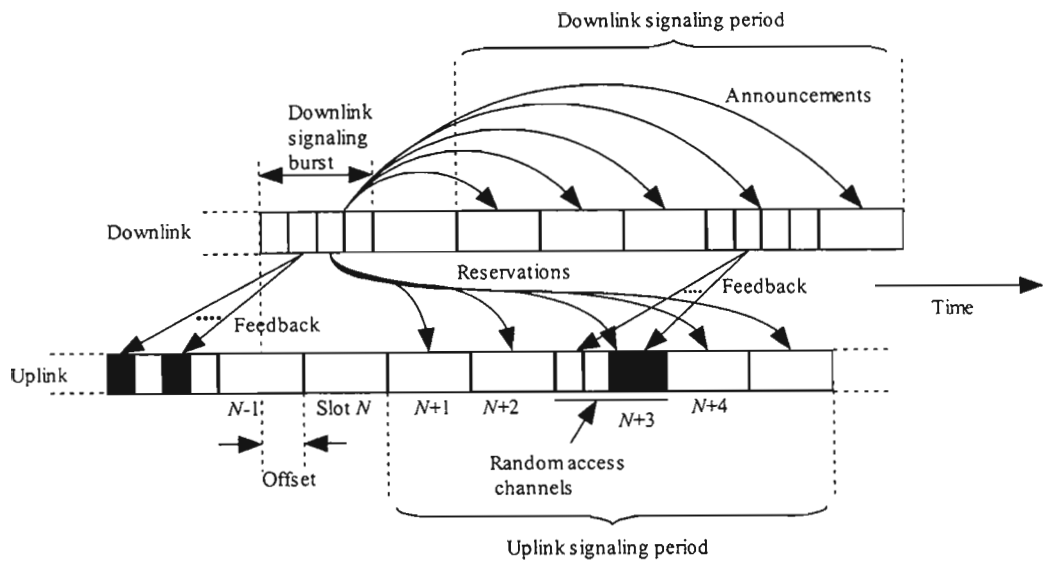 Downlink signaling period
Announcements
Downlink
signaling
burst
Downlink
Reservations
Feedback
Time
Feedback
Uplink
N-1
Slot N
N+1
N+2
N+3
N+4
Offset
Random access
channels
Uplink signaling period